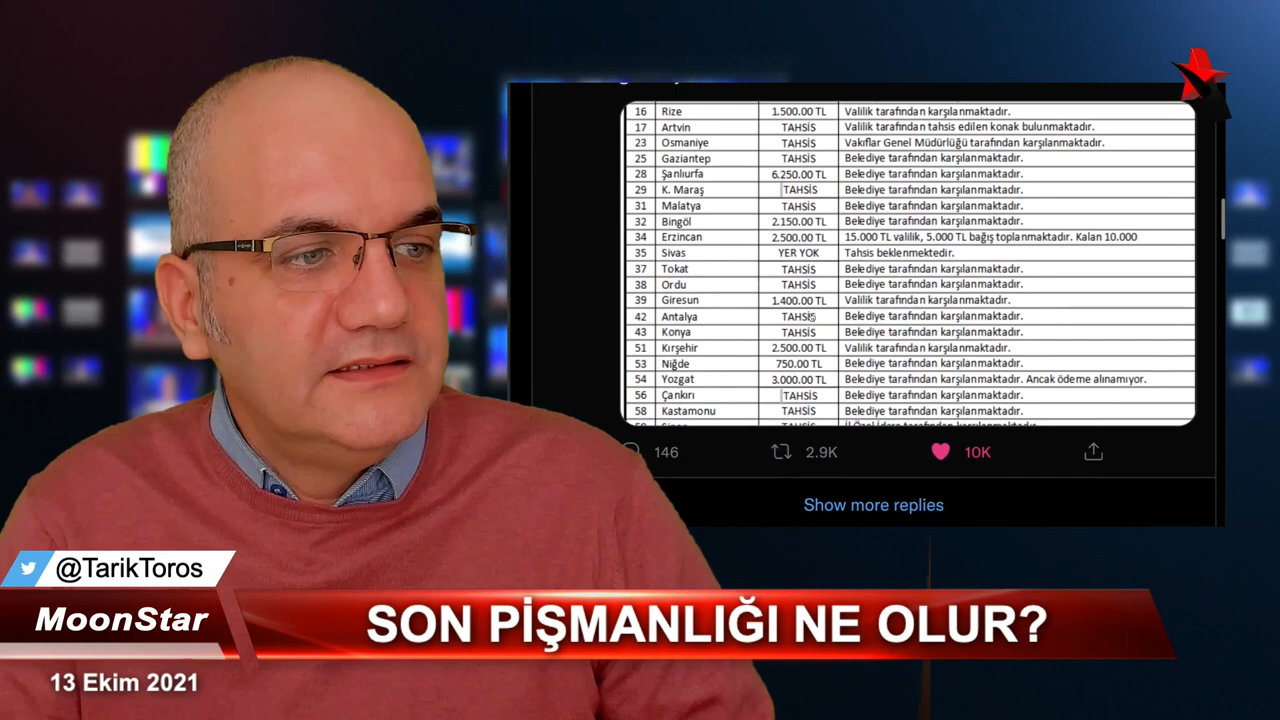 16 Rize 1.500.00 TL Valilik tarafından karşılanmaktadır.
17 Artvin TAHSİS Valilik tarafından tahsis edilen konak bulunmaktadır.
23 Osmaniye TAHSİS Vakıflar Genel Müdürlüğü tarafından karşılanmaktadır.
25 Gaziantep TAHSİS Belediye tarafından karşılanmaktadır.
28 Şanlıurfa 6.250.00 TL Belediye tarafından karşılanmaktadır.
29 K. Maraş TAHSİS Belediye tarafından karşılanmaktadır.
31 Malatya TAHSİS Belediye tarafından karşılanmaktadır.
32 Bingöl 2.150.00 TL Belediye tarafından karşılanmaktadır.
34 Erzincan 2.500.00 TL 15.000 TL valilik, 5.000 TL bağış toplanmaktadır. Kalan 10.000
35 Sivas YER YOK Tahsis beklenmektedir.
37 Tokat TAHSİS Belediye tarafından karşılanmaktadır.
38 Ordu TAHSİS Belediye tarafından karşılanmaktadır.
39 Giresun 1.400.00 TL Valilik tarafından karşılanmaktadır.
42 Antalya TAHSİS Belediye tarafından karşılanmaktadır.
43 Konya TAHSİS Belediye tarafından karşılanmaktadır.
51 Kırşehir 2.500.00 TL Valilik tarafından karşılanmaktadır.
53 Niğde 750.00 TL Belediye tarafından karşılanmaktadır.
54 Yozgat 3.000.00 TL Belediye tarafından karşılanmaktadır. Ancak ödeme alınamıyor.
56 Çankırı TAHSİS Belediye tarafından karşılanmaktadır.
58 Kastamonu TAHSİS Belediye tarafından karşılanmaktadır.
146 2.9K 10K
Show more replies
@TarikToros
MoonStar
SON PİŞMANLIĞI NE OLUR?
13 Ekim 2021